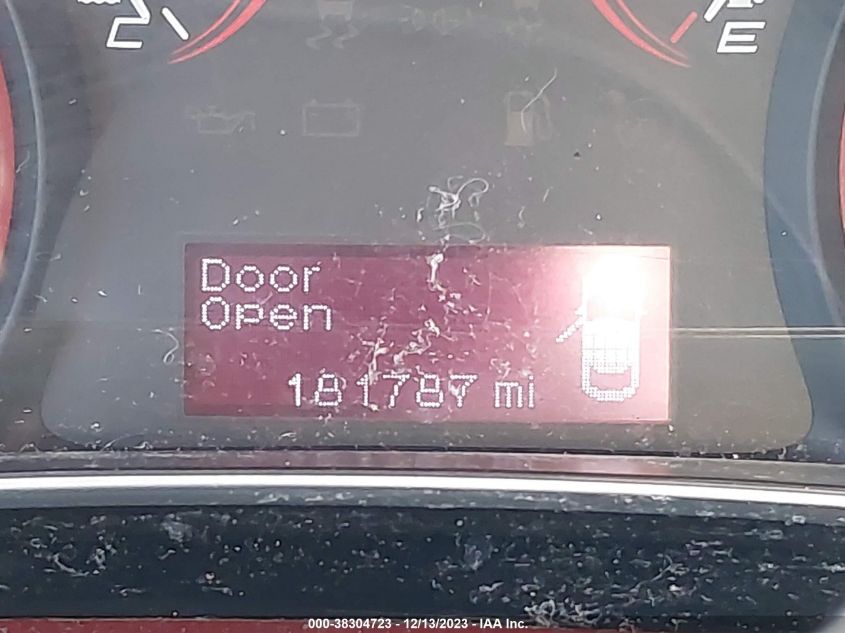 C
E
Door
Open
181787 mi
000-38304723 - 12/13/2023 - IAA Inc.